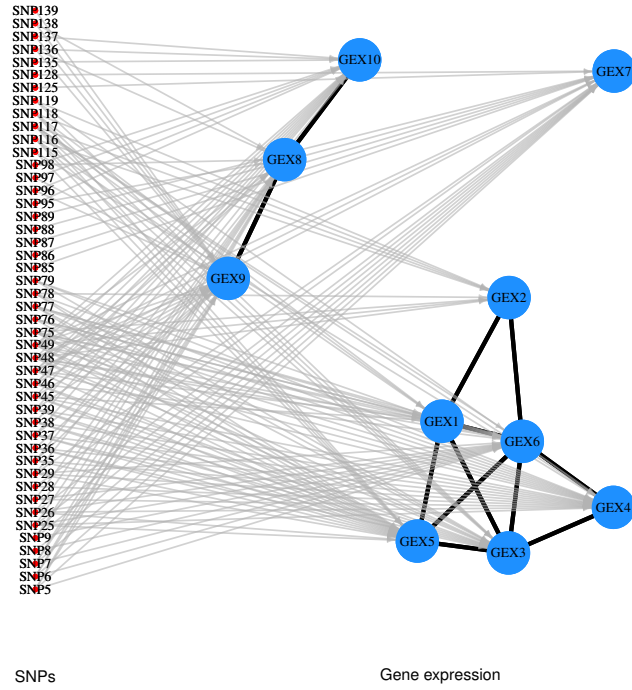 SNP139
SNP138
SNP137
SNP136
SNP135
SNP128
SNP125
SNP119
SNP118
SNP117
SNP116
SNP115
SNP98
SNP97
SNP96
SNP95
SNP89
SNP88
SNP87
SNP86
SNP85
SNP79
SNP78
SNP77
SNP76
SNP75
SNP49
SNP48
SNP47
SNP46
SNP45
SNP39
SNP38
SNP37
SNP36
SNP35
SNP29
SNP28
SNP27
SNP26
SNP25
SNP9
SNP8
SNP7
SNP6
SNP5
GEX10
GEX7
GEX8
GEX9
GEX2
GEX1
GEX6
GEX4
GEX5
GEX3
SNPs
Gene expression